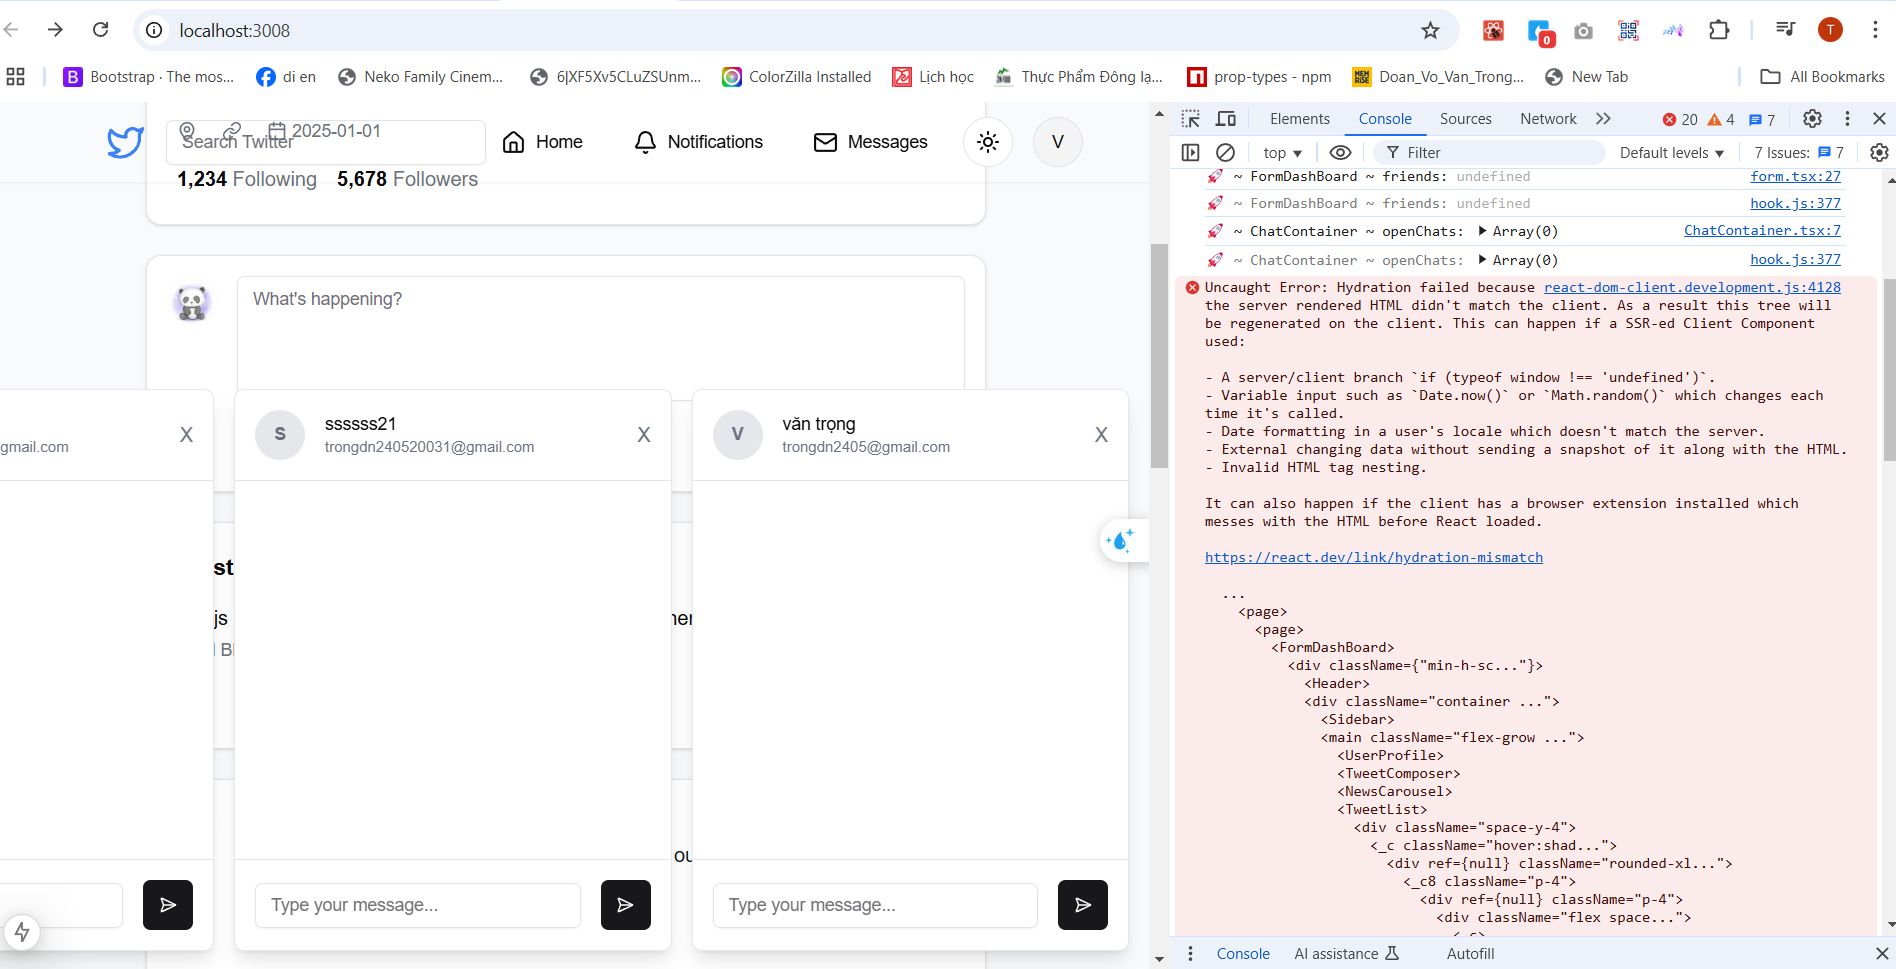 localhost:3008
0
T
Bootstrap · The mos...
di en
Neko Family Cinem...
6JXF5Xv5CLuZSUnm...
ColorZilla Installed
Lịch học
Thực Phẩm Đông lạ...
prop-types - npm
Doan_Vo_Van_Trong...
New Tab
All Bookmarks
2025-01-01
Search Twitter
Home
Notifications
Messages
V
1,234 Following 5,678 Followers
What's happening?
gmail.com
X
S
ssssss21
trongdn240520031@gmail.com
X
V
văn trọng
trongdn2405@gmail.com
X
st
js
ner
l Bl
ou
Type your message...
Type your message...
Elements
Console
Sources
Network
20
4
7
top
Filter
Default levels
7 Issues: 7
🚀 ~ FormDashBoard ~ friends: undefined form.tsx:27
🚀 ~ FormDashBoard ~ friends: undefined hook.js:377
🚀 ~ ChatContainer ~ openChats: ▶ Array(0) ChatContainer.tsx:7
🚀 ~ ChatContainer ~ openChats: ▶ Array(0) hook.js:377
Uncaught Error: Hydration failed because react-dom-client.development.js:4128
the server rendered HTML didn't match the client. As a result this tree will
be regenerated on the client. This can happen if a SSR-ed Client Component
used:
- A server/client branch `if (typeof window !== 'undefined')`.
- Variable input such as `Date.now()` or `Math.random()` which changes each
time it's called.
- Date formatting in a user's locale which doesn't match the server.
- External changing data without sending a snapshot of it along with the HTML.
- Invalid HTML tag nesting.
It can also happen if the client has a browser extension installed which
messes with the HTML before React loaded.
https://react.dev/link/hydration-mismatch
...
<page>
<page>
<FormDashBoard>
<div className={"min-h-sc..."}>
<Header>
<div className="container ...">
<Sidebar>
<main className="flex-grow ...">
<UserProfile>
<TweetComposer>
<NewsCarousel>
<TweetList>
<div className="space-y-4">
<_c className="hover:shad...">
<div ref={null} className="rounded-xl...">
<_c8 className="p-4">
<div ref={null} className="p-4">
<div className="flex space...">
Console
AI assistance
Autofill